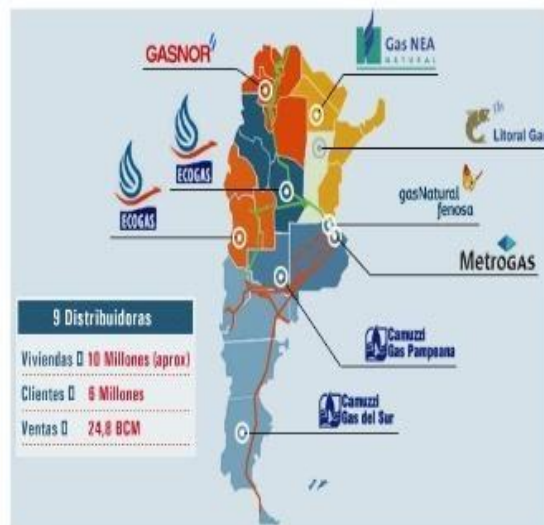 GASNOR
Gas NEA
NATURAL
Litoral Gas
ECOGAS
ECOGAS
gasNatural
fenosa
MetroGAS
9 Distribuidoras
Viviendas 10 Millones (aprox)
Clientes 6 Millones
Ventas 24,8 BCM
Camuzzi
Gas Pampeana
Camuzzi
Gas del Sur